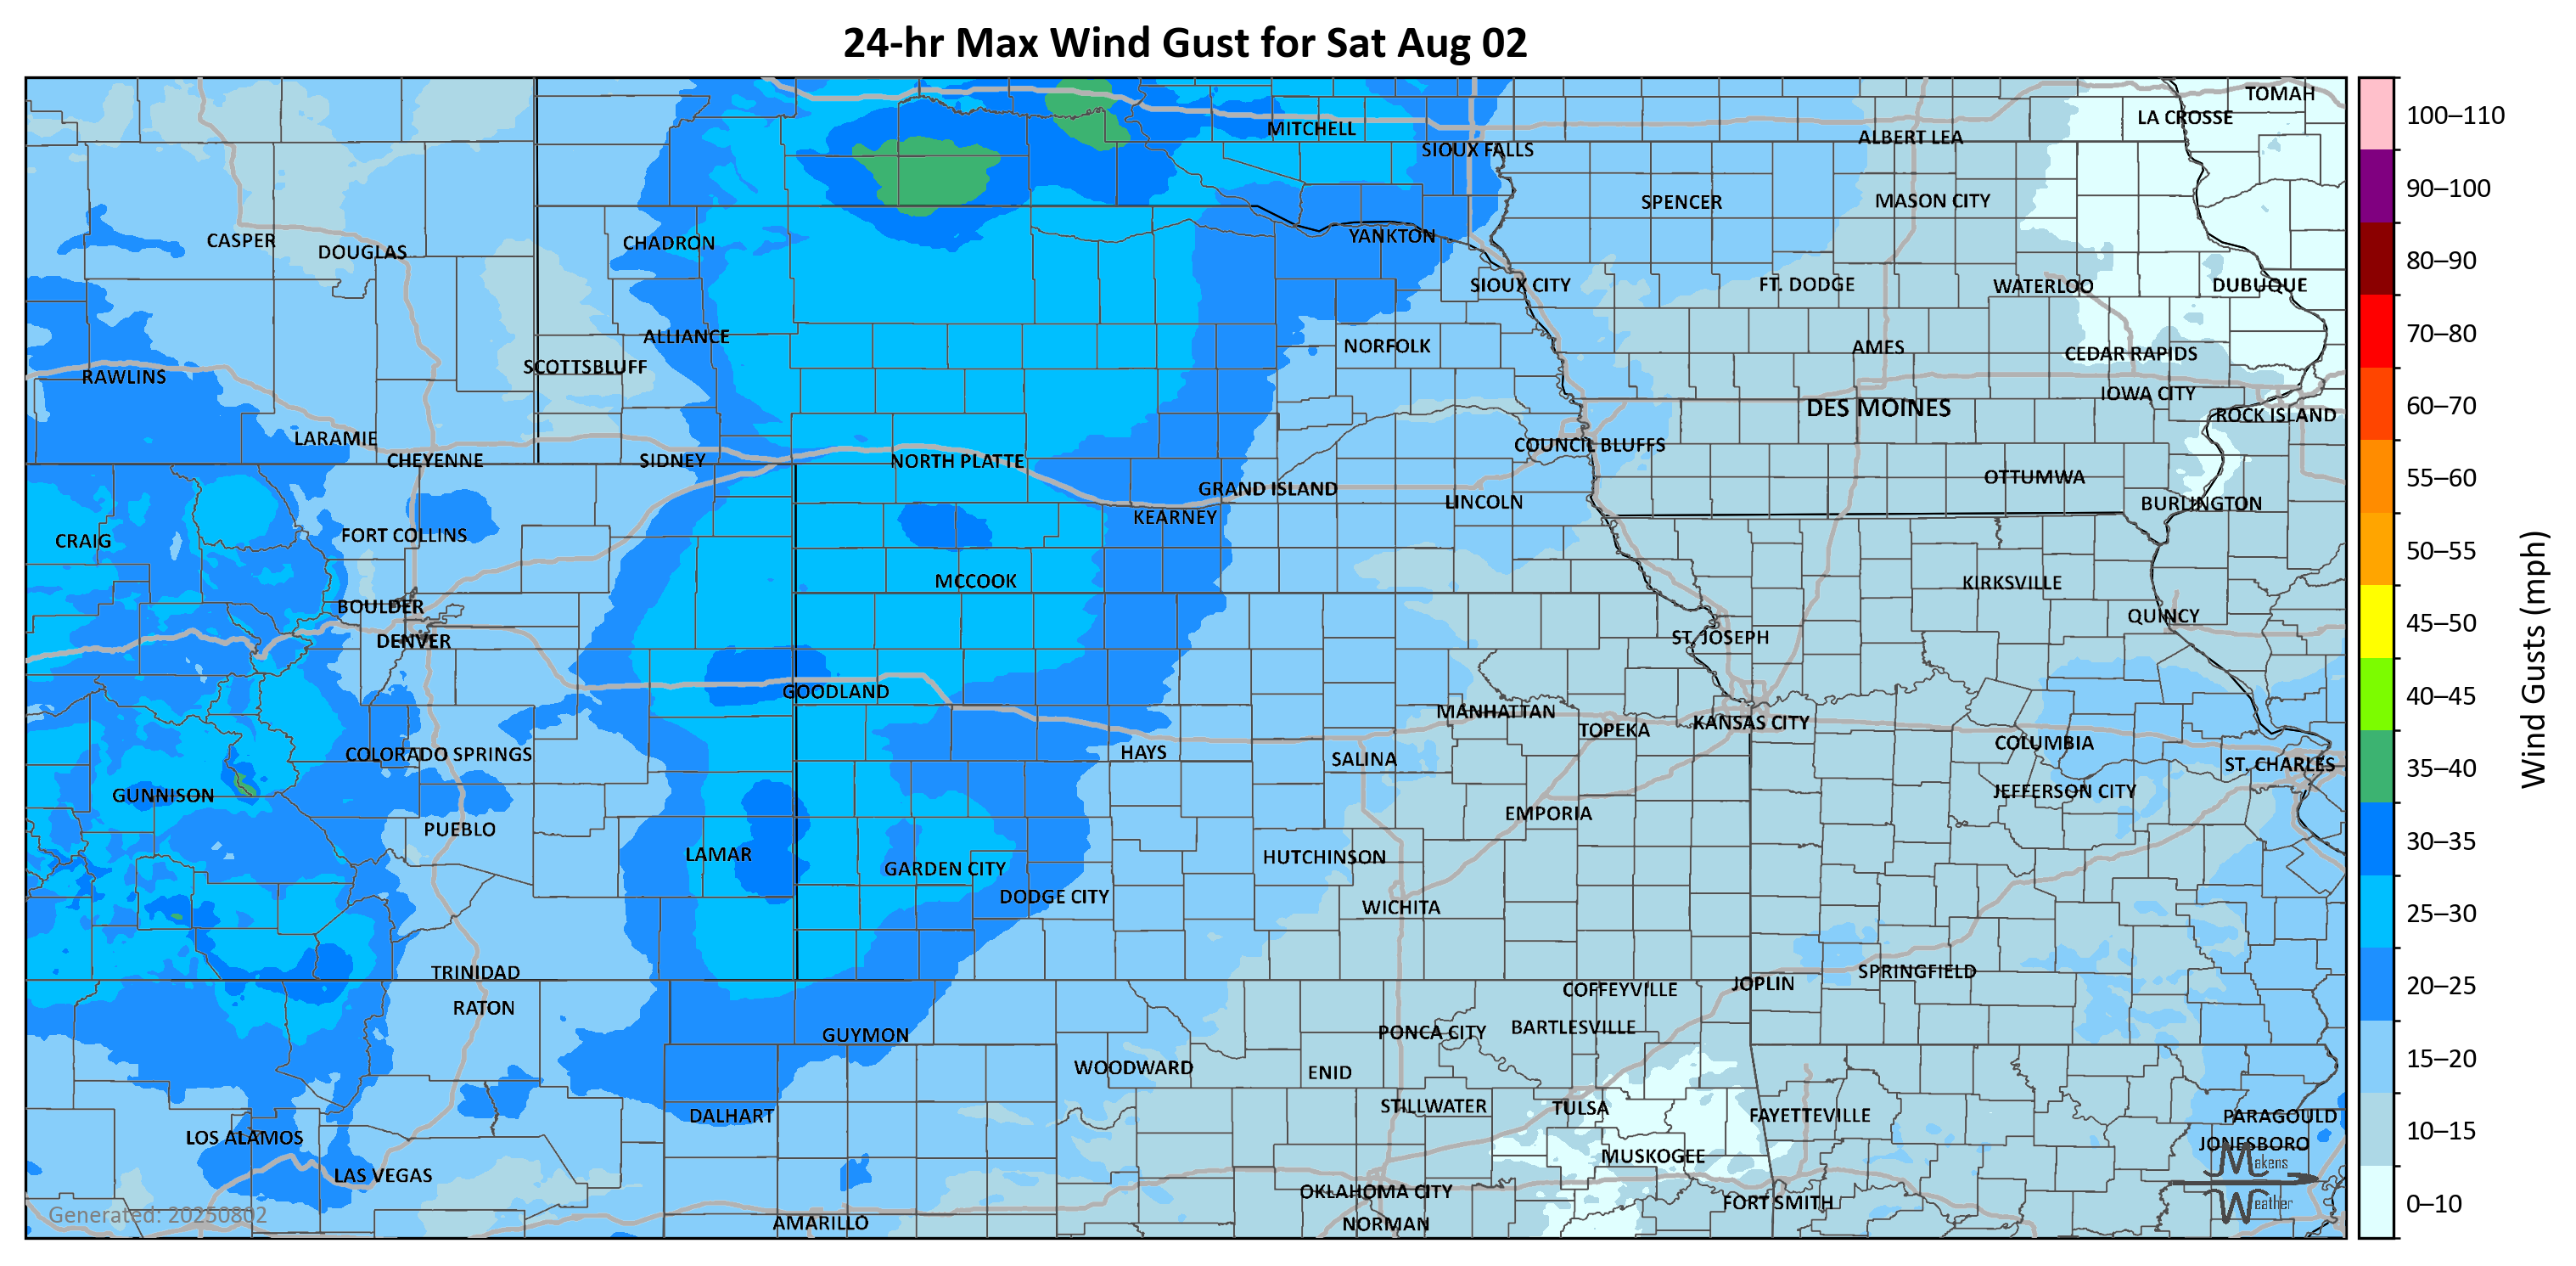 24-hr Max Wind Gust for Sat Aug 02
TOMAH
LA CROSSE
MITCHELL
ALBERT LEA
SIOUX FALLS
SPENCER
MASON CITY
CASPER
DOUGLAS
CHADRON
YANKTON
SIOUX CITY
FT. DODGE
WATERLOO
DUBUQUE
ALLIANCE
NORFOLK
AMES
CEDAR RAPIDS
SCOTTSBLUFF
RAWLINS
IOWA CITY
DES MOINES
ROCK ISLAND
LARAMIE
COUNCIL BLUFFS
CHEYENNE
SIDNEY
NORTH PLATTE
OTTUMWA
GRAND ISLAND
LINCOLN
BURLINGTON
KEARNEY
CRAIG
FORT COLLINS
MCCOOK
KIRKSVILLE
BOULDER
QUINCY
DENVER
ST. JOSEPH
GOODLAND
MANHATTAN
TOPEKA
KANSAS CITY
COLUMBIA
COLORADO SPRINGS
HAYS
SALINA
ST. CHARLES
GUNNISON
JEFFERSON CITY
EMPORIA
PUEBLO
LAMAR
HUTCHINSON
GARDEN CITY
DODGE CITY
WICHITA
TRINIDAD
SPRINGFIELD
JOPLIN
COFFEYVILLE
RATON
BARTLESVILLE
PONCA CITY
GUYMON
WOODWARD
ENID
STILLWATER
TULSA
DALHART
FAYETTEVILLE
PARAGOULD
LOS ALAMOS
JONESBORO
MUSKOGEE
LAS VEGAS
OKLAHOMA CITY
FORT SMITH
AMARILLO
NORMAN
Generated: 20250802
Makens
Weather
100–110
90–100
80–90
70–80
60–70
55–60
50–55
45–50
40–45
35–40
30–35
25–30
20–25
15–20
10–15
0–10
Wind Gusts (mph)